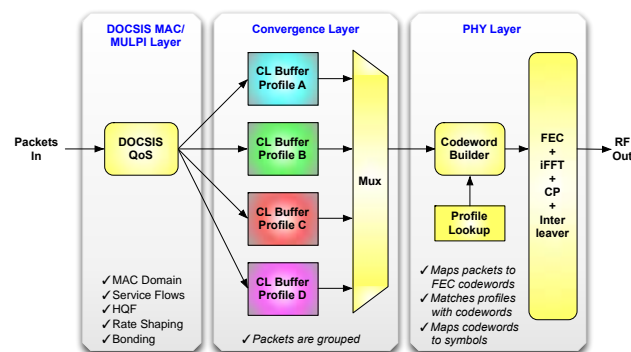 DOCSIS MAC/
MULPI Layer
Convergence Layer
PHY Layer
Packets
In
DOCSIS
QoS
CL Buffer
Profile A
CL Buffer
Profile B
CL Buffer
Profile C
CL Buffer
Profile D
Mux
Codeword
Builder
Profile
Lookup
FEC
+
iFFT
+
CP
+
Inter
leaver
RF
Out
✓MAC Domain
✓Service Flows
✓HQF
✓Rate Shaping
✓Bonding
✓Packets are grouped
✓Maps packets to
FEC codewords
✓Matches profiles
with codewords
✓Maps codewords
to symbols